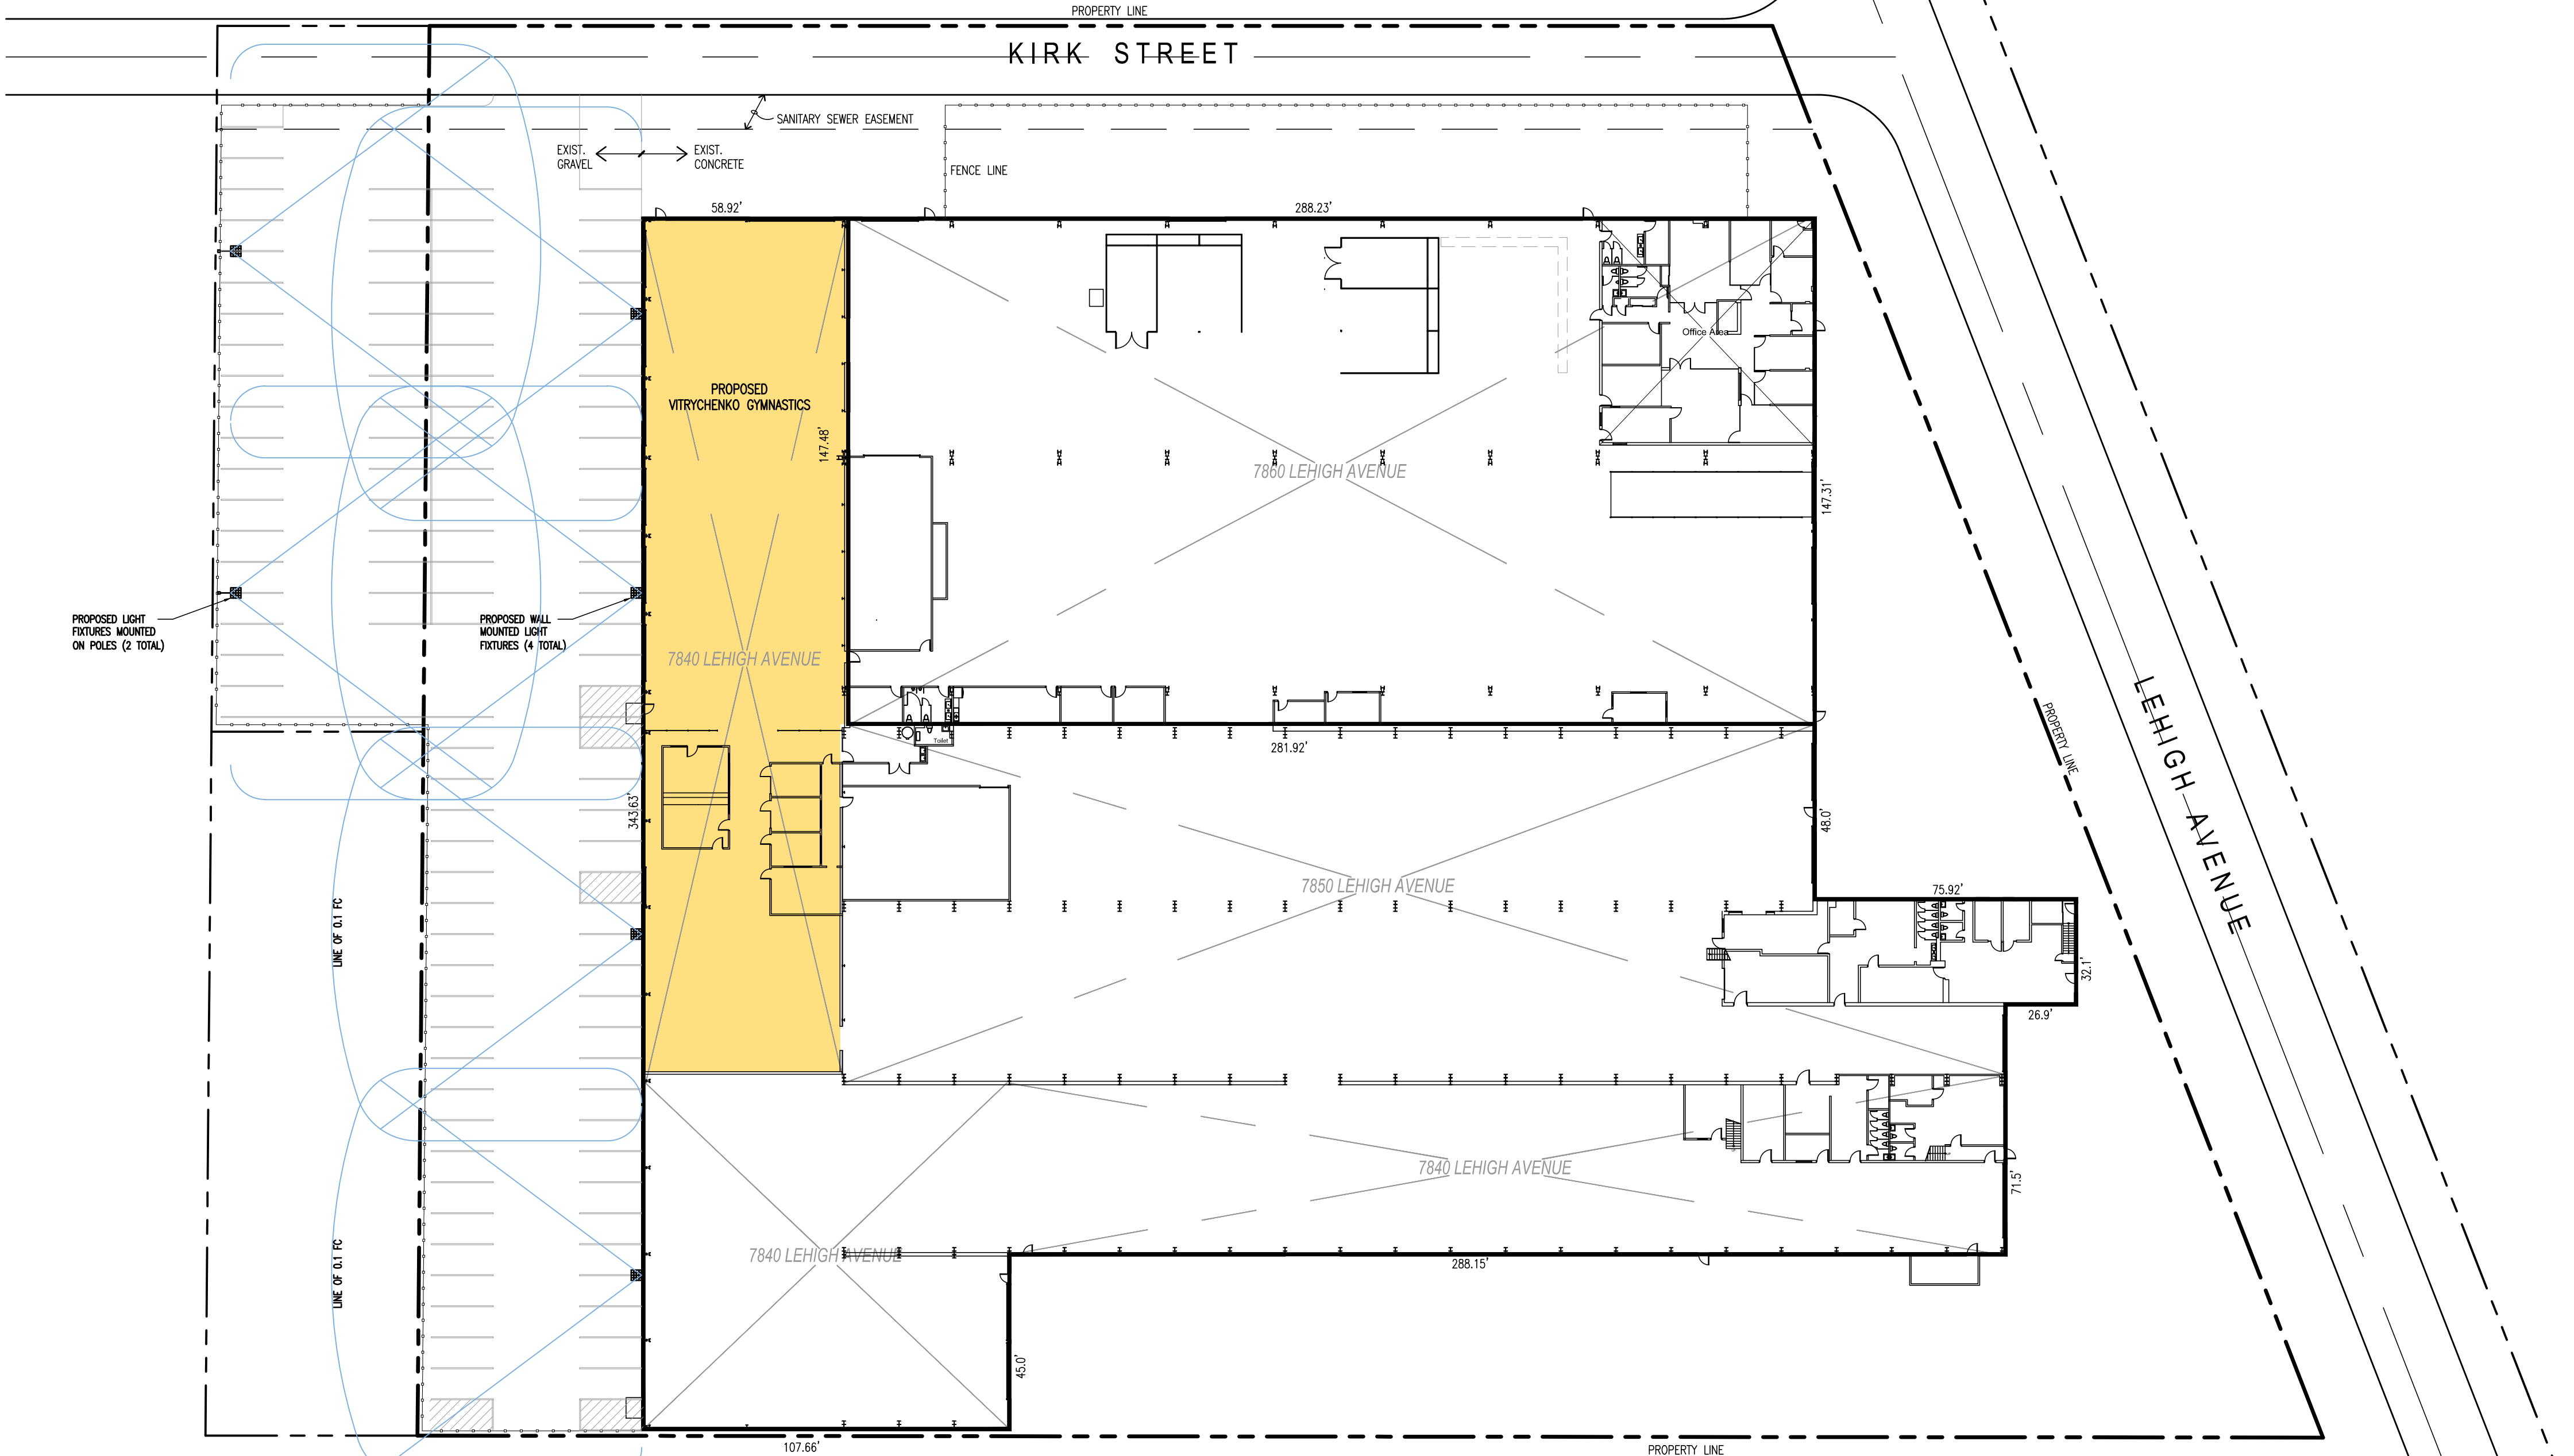 PROPERTY LINE
KIRK STREET
SANITARY SEWER EASEMENT
EXIST.
GRAVEL
EXIST.
CONCRETE
FENCE LINE
58.92'
288.23'
Office Area
PROPOSED
VITRYCHENKO GYMNASTICS
147.48'
7860 LEHIGH AVENUE
147.31'
PROPOSED LIGHT
FIXTURES MOUNTED
ON POLES (2 TOTAL)
PROPOSED WALL
MOUNTED LIGHT
FIXTURES (4 TOTAL)
7840 LEHIGH AVENUE
PROPERTY LINE
LEHIGH AVENUE
Toilet
281.92'
343.63'
48.0'
7850 LEHIGH AVENUE
75.92'
LINE OF 0.1 FC
32.1'
26.9'
7840 LEHIGH AVENUE
71.5'
LINE OF 0.1 FC
7840 LEHIGH AVENUE
288.15'
45.0'
107.66'
PROPERTY LINE